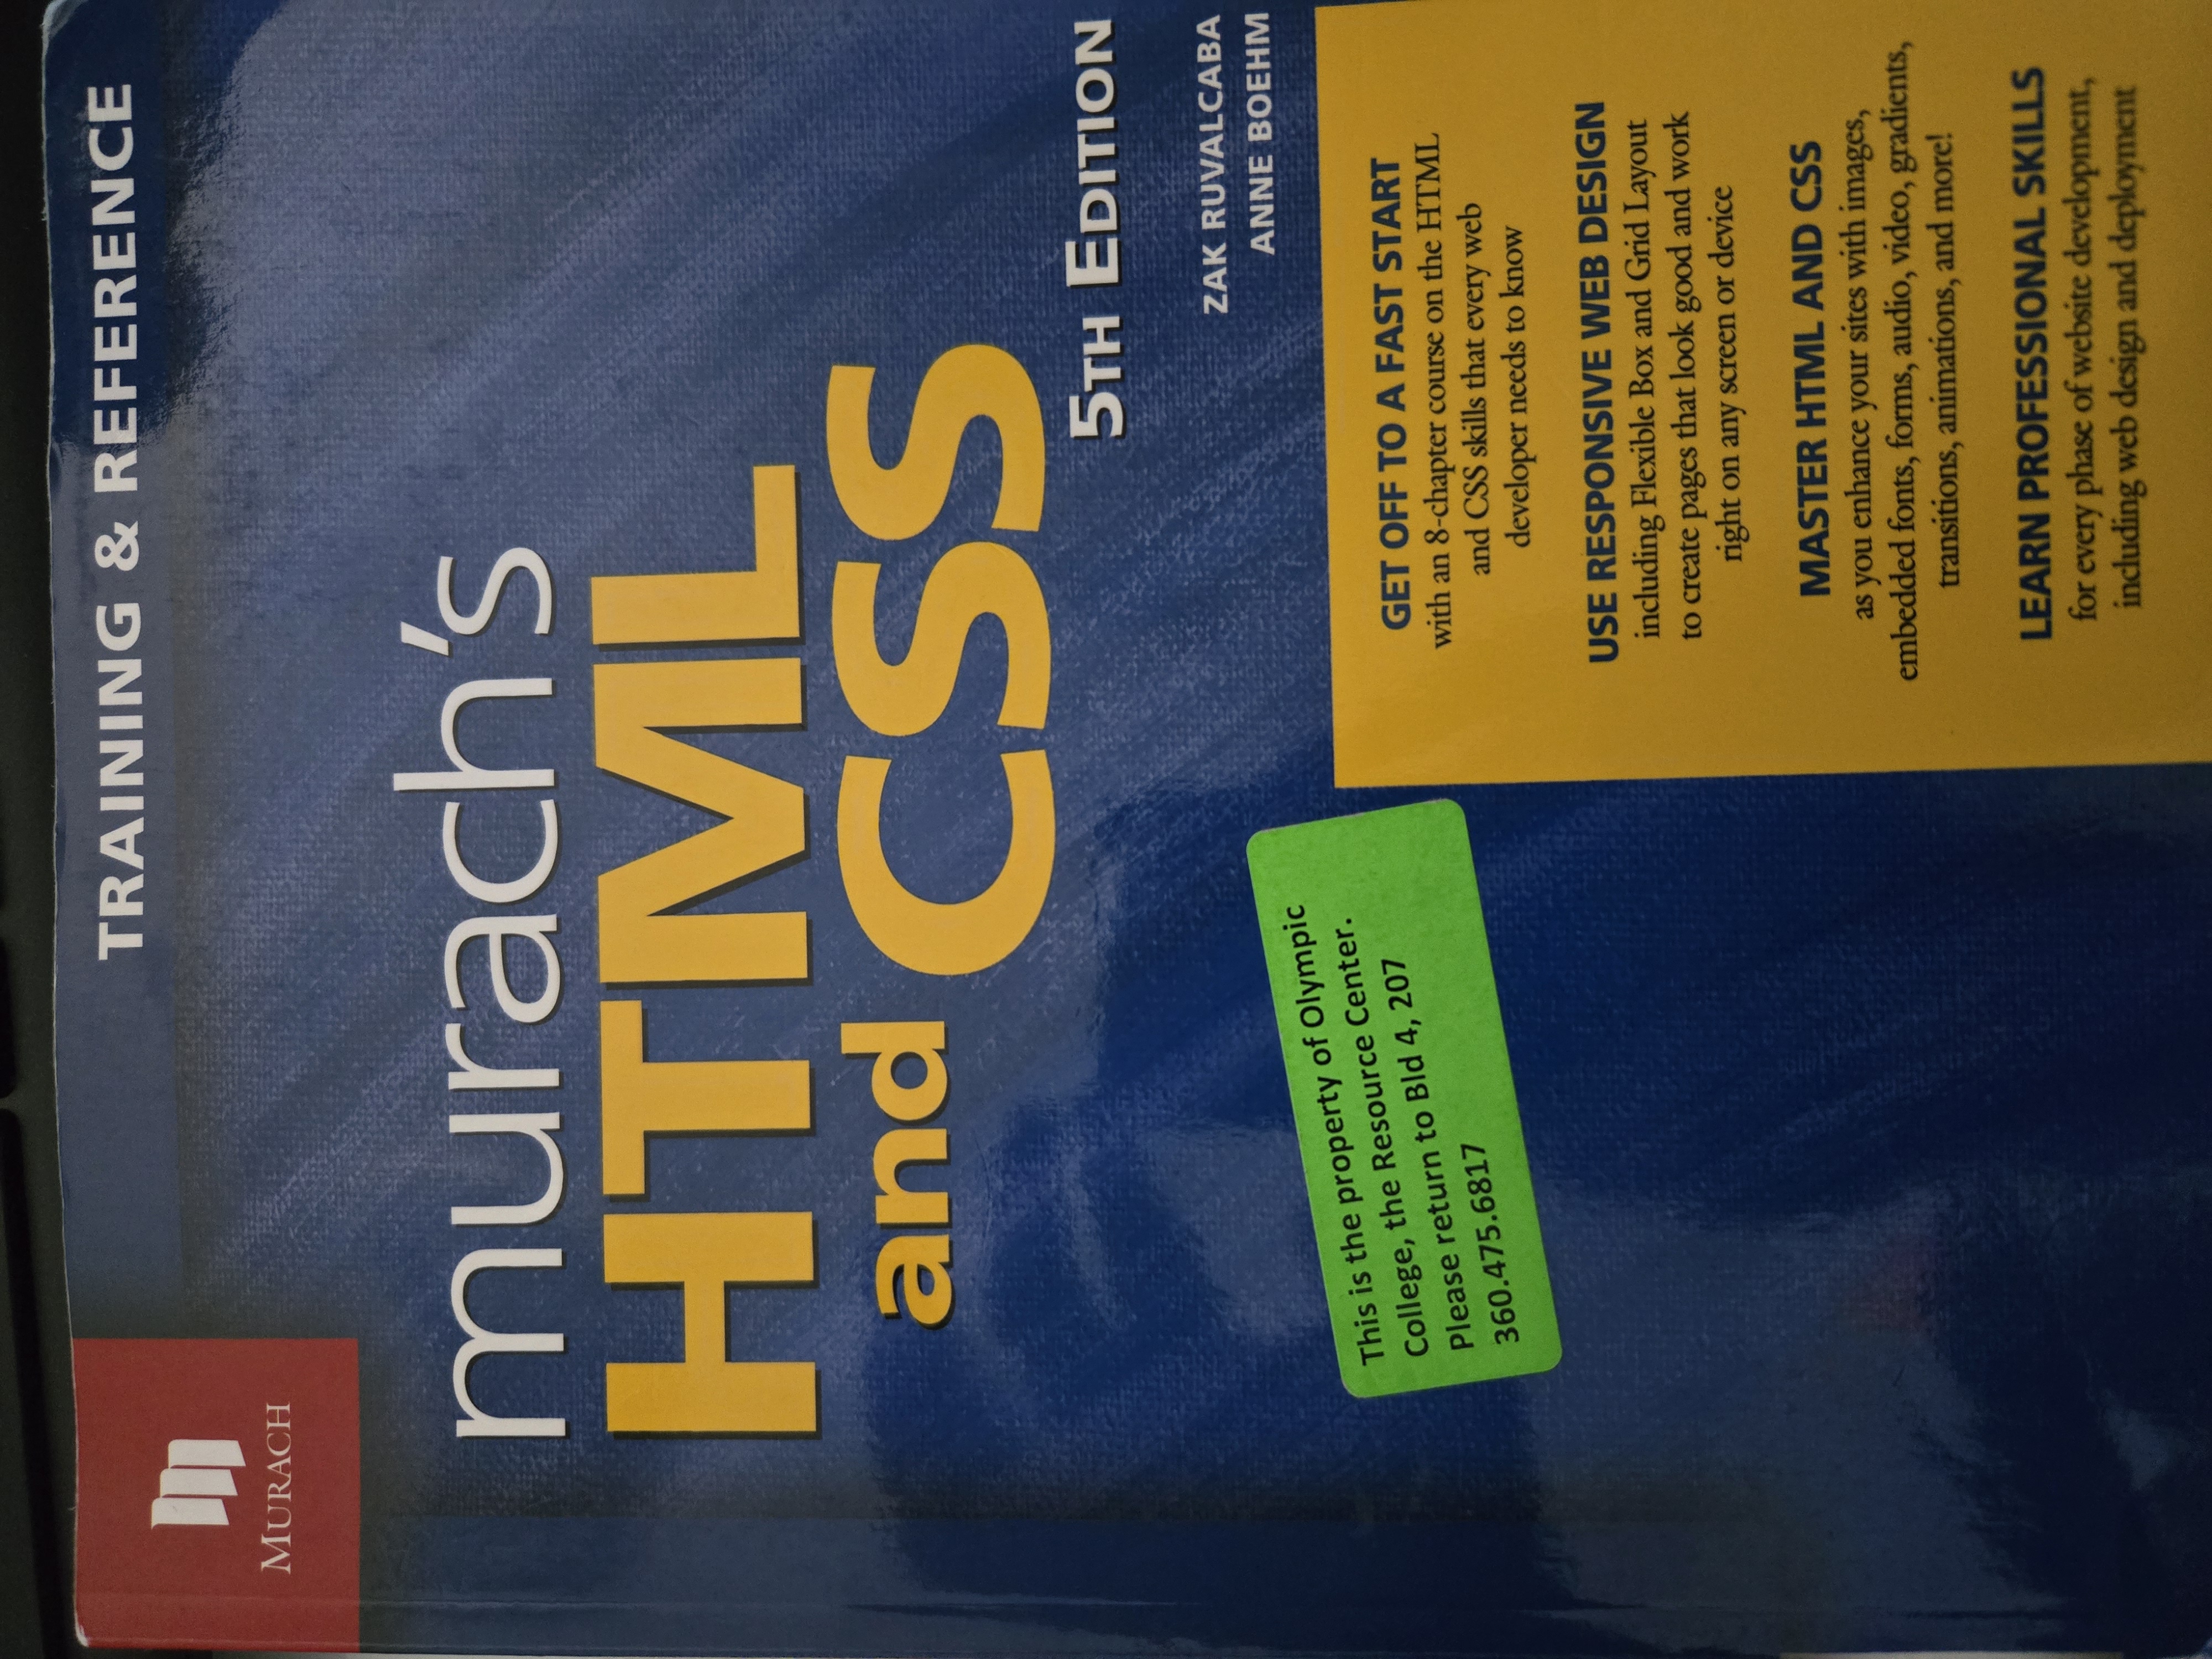 TRAINING & REFERENCE
MURACH
murach's
HTML
and CSS
5TH EDITION
ZAK RUVALCABA
ANNE BOEHM
This is the property of Olympic
College, the Resource Center.
Please return to Bld 4, 207
360.475.6817
GET OFF TO A FAST START
with an 8-chapter course on the HTML
and CSS skills that every web
developer needs to know
USE RESPONSIVE WEB DESIGN
including Flexible Box and Grid Layout
to create pages that look good and work
right on any screen or device
MASTER HTML AND CSS
as you enhance your sites with images,
embedded fonts, forms, audio, video, gradients,
transitions, animations, and more!
LEARN PROFESSIONAL SKILLS
for every phase of website development,
including web design and deployment